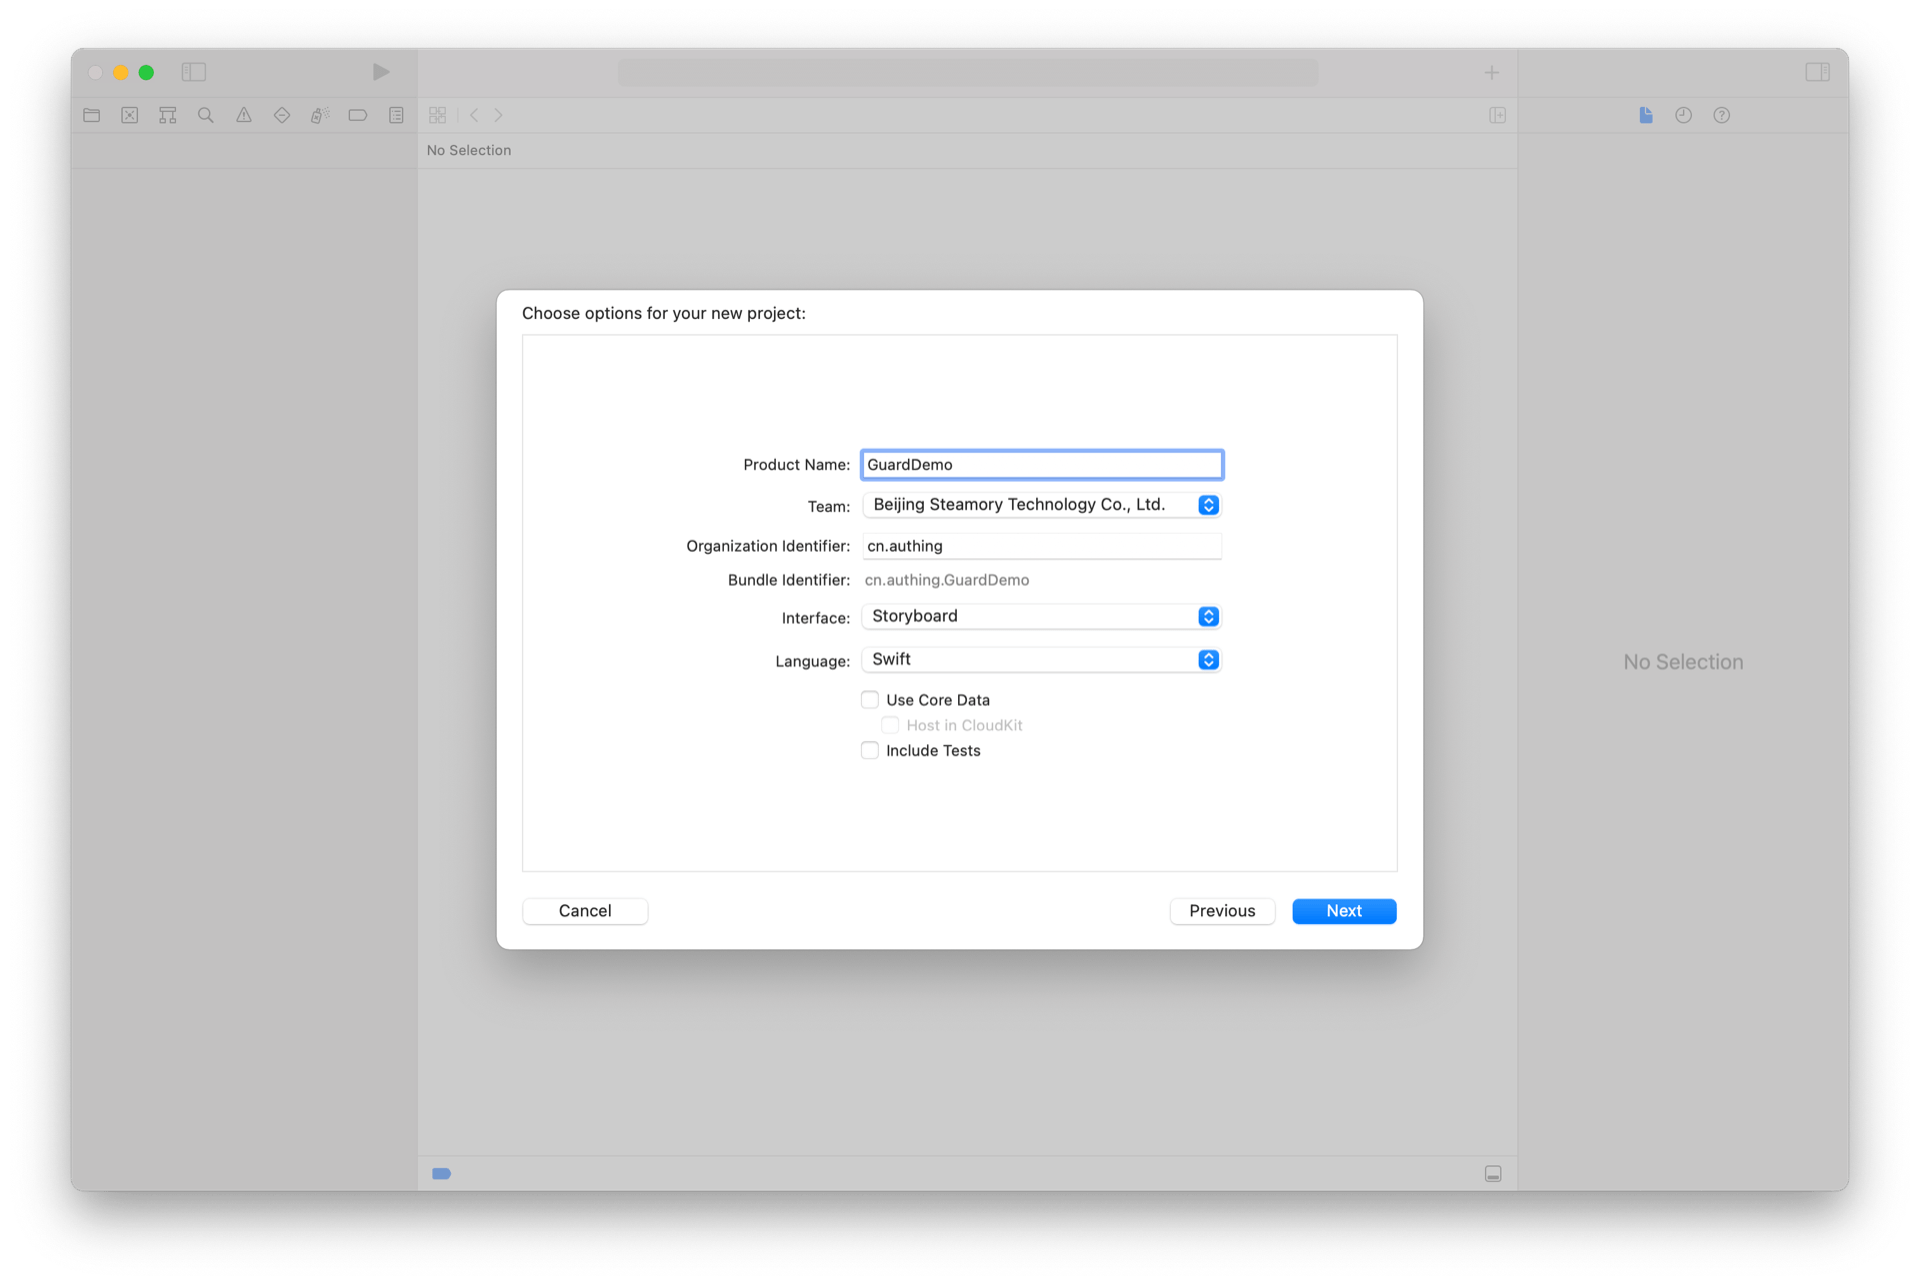 No Selection
Choose options for your new project:
Product Name: GuardDemo
Team: Beijing Steamory Technology Co., Ltd.
Organization Identifier: cn.authing
Bundle Identifier: cn.authing.GuardDemo
Interface: Storyboard
Language: Swift
Use Core Data
Host in CloudKit
Include Tests
Cancel Previous Next
No Selection